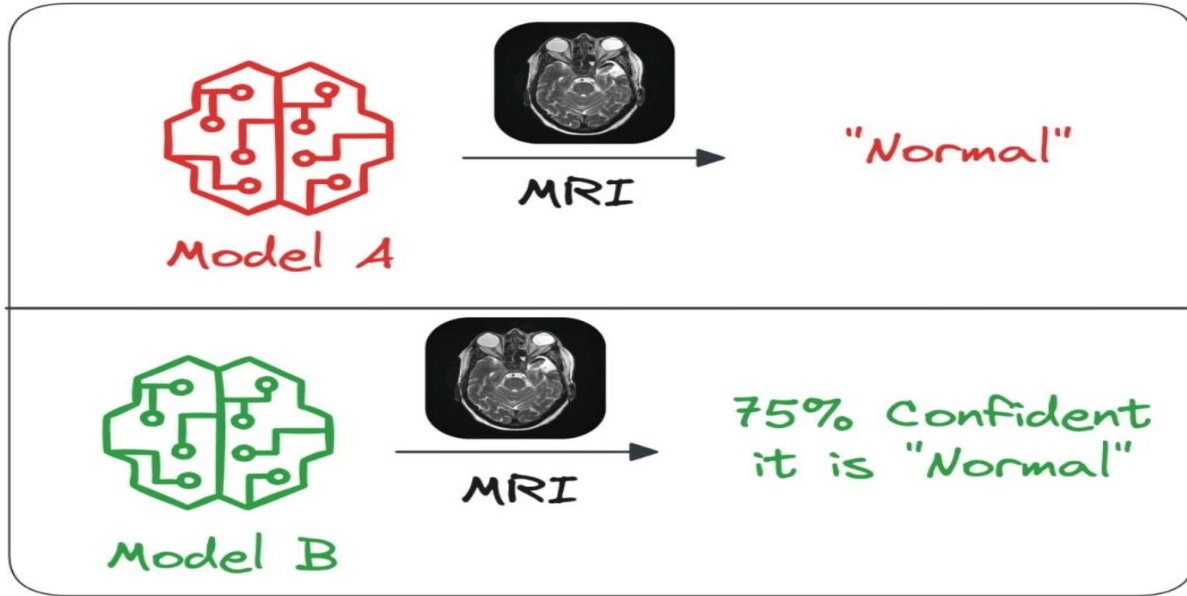 MRI
"Normal"
Model A
MRI
75% Confident
it is "Normal"
Model B